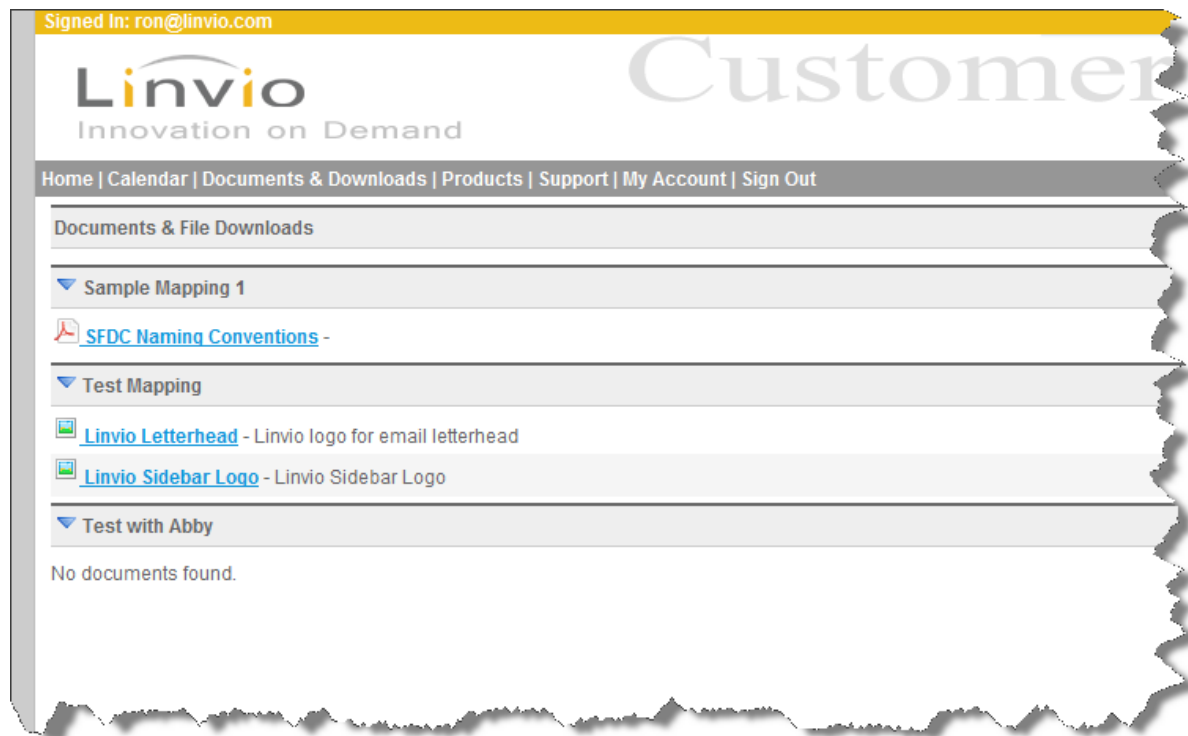 Signed In: ron@linvio.com
Linvio
Customer
Innovation on Demand
Home | Calendar | Documents & Downloads | Products | Support | My Account | Sign Out
Documents & File Downloads
Sample Mapping 1
SFDC Naming Conventions -
Test Mapping
Linvio Letterhead - Linvio logo for email letterhead
Linvio Sidebar Logo - Linvio Sidebar Logo
Test with Abby
No documents found.